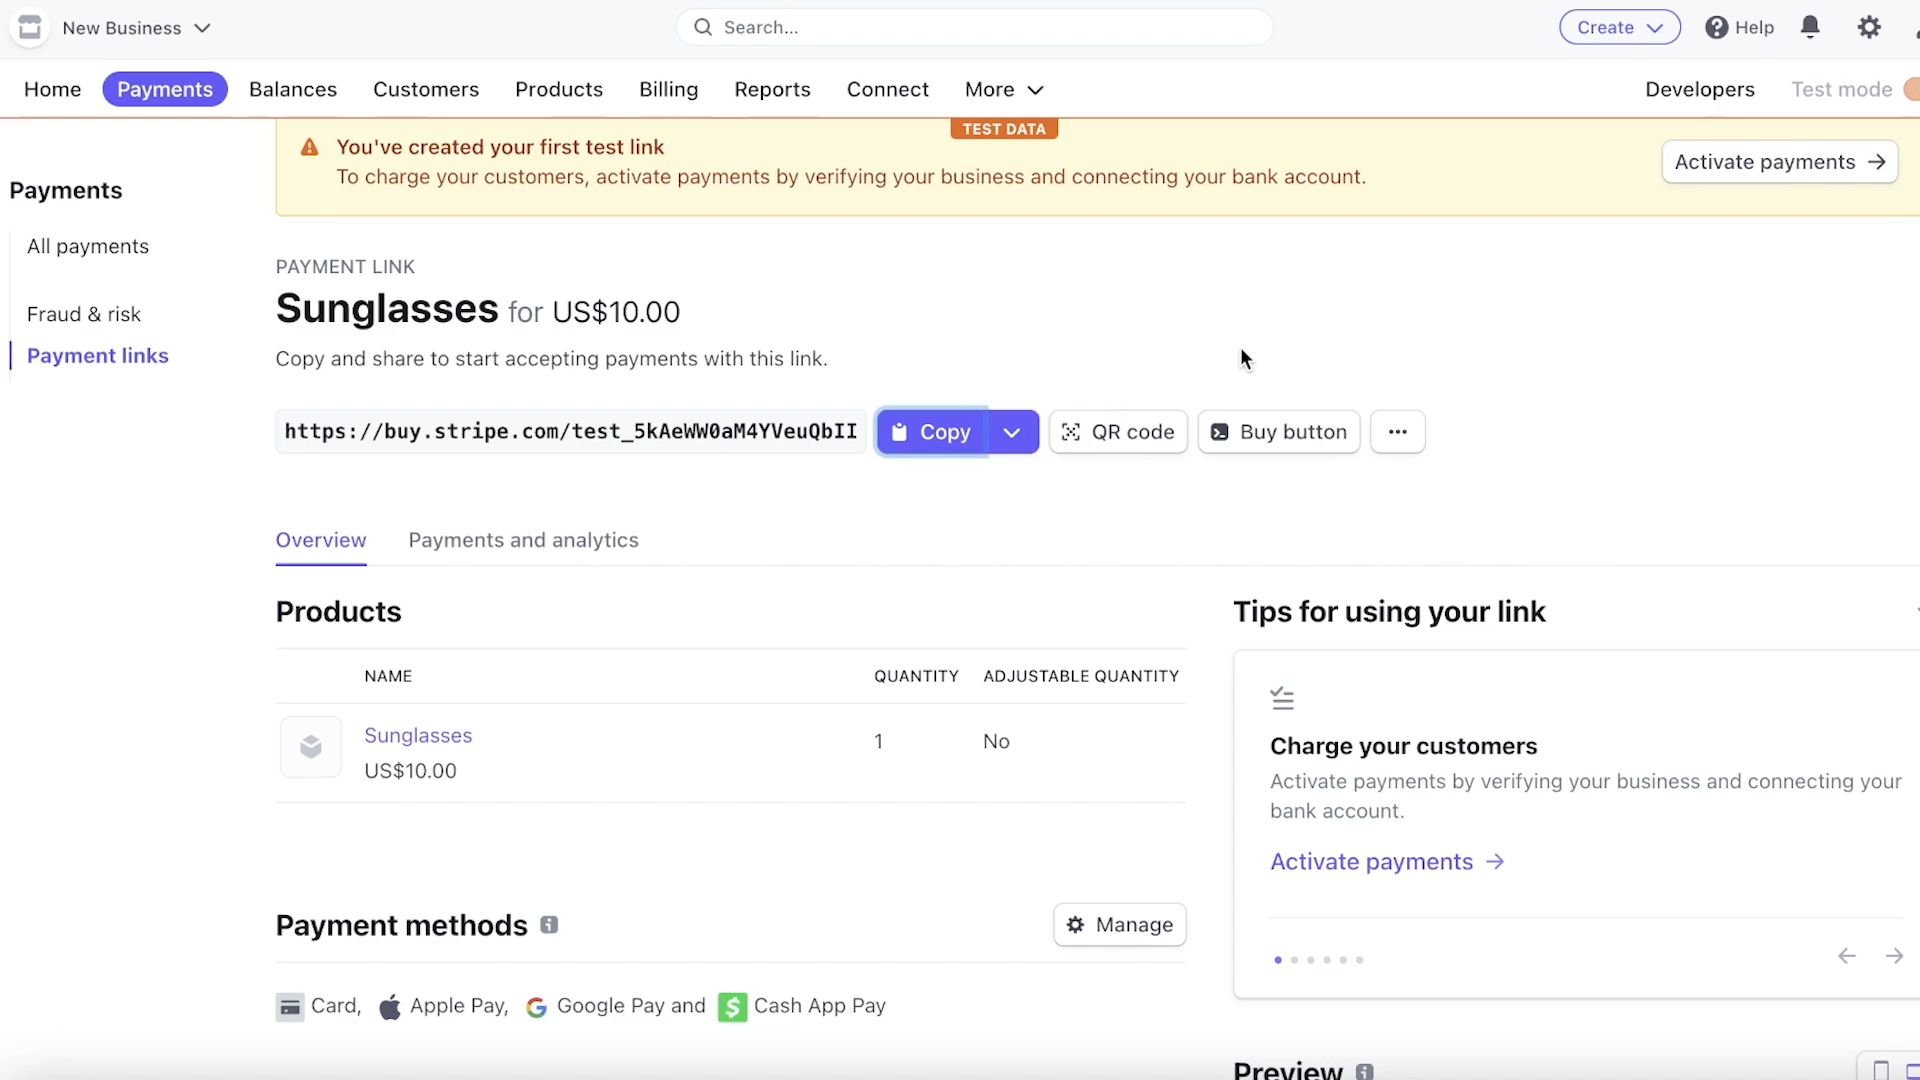 New Business
Search...
Create
Help
Home
Payments
Balances
Customers
Products
Billing
Reports
Connect
More
Developers
Test mode
TEST DATA
You've created your first test link
To charge your customers, activate payments by verifying your business and connecting your bank account.
Activate payments →
Payments
All payments
Fraud & risk
Payment links
PAYMENT LINK
Sunglasses for US$10.00
Copy and share to start accepting payments with this link.
https://buy.stripe.com/test_5kAeWW0aM4YVeuQbII
Copy
QR code
Buy button
Overview
Payments and analytics
Products
NAME QUANTITY ADJUSTABLE QUANTITY
Sunglasses 1 No
US$10.00
Payment methods
Manage
Card, Apple Pay, Google Pay and Cash App Pay
Tips for using your link
Charge your customers
Activate payments by verifying your business and connecting your
bank account.
Activate payments →
Preview